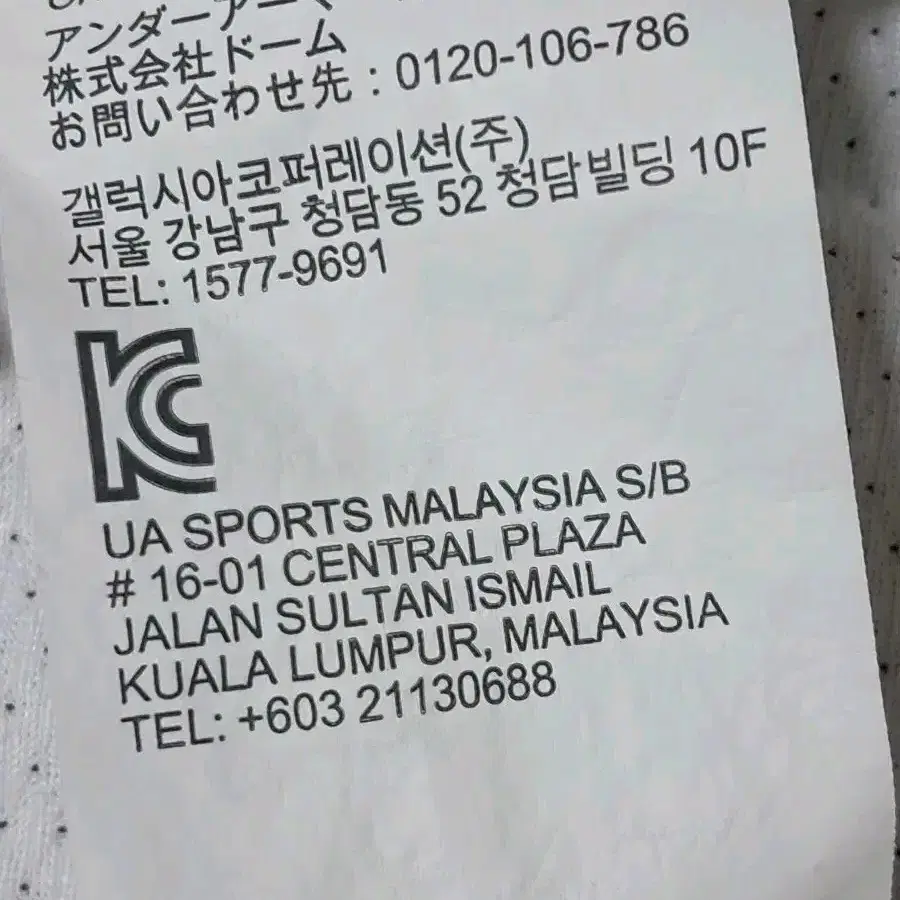 アンダーアーマ
株式会社ドーム
お問い合わせ先：0120-106-786
갤럭시아코퍼레이션(주)
서울 강남구 청담동 52 청담빌딩 10F
TEL: 1577-9691
KC
UA SPORTS MALAYSIA S/B
# 16-01 CENTRAL PLAZA
JALAN SULTAN ISMAIL
KUALA LUMPUR, MALAYSIA
TEL: +603 21130688